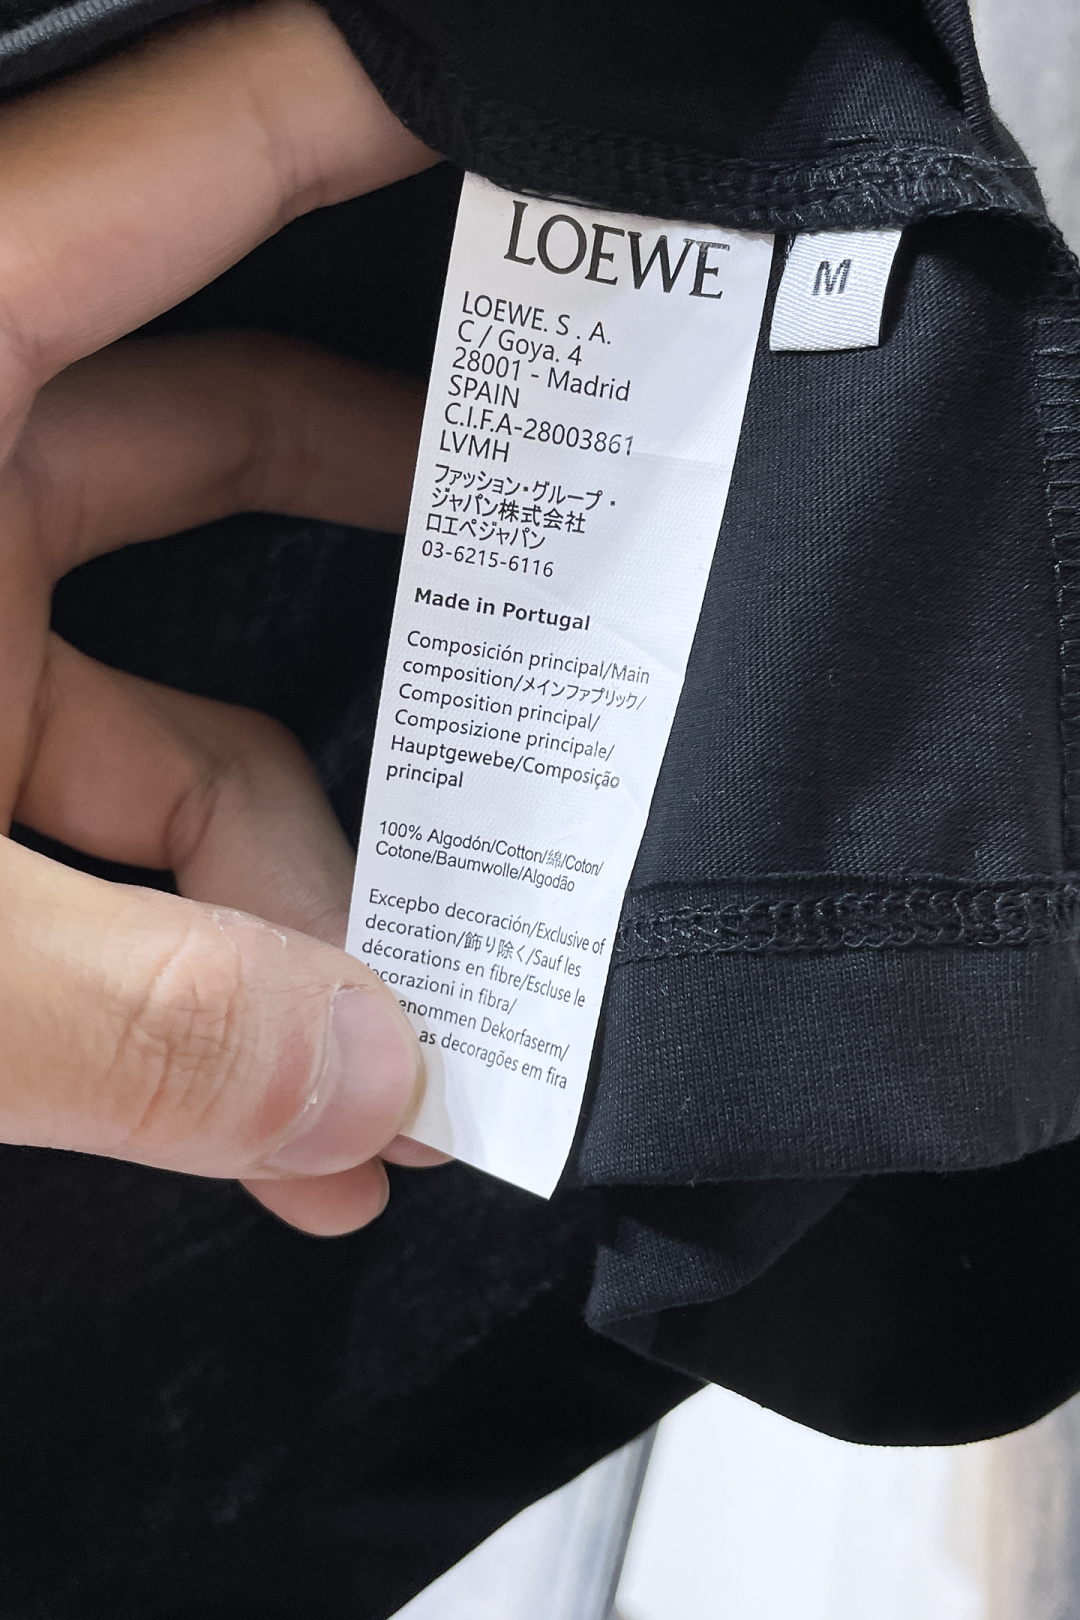 LOEWE
M
LOEWE. S . A.
C / Goya. 4
28001 - Madrid
SPAIN
C.I.F.A-28003861
LVMH
ファッション・グループ・
ジャパン株式会社
ロエベジャパン
03-6215-6116
Made in Portugal
Composición principal/Main
composition/メインファブリック/
Composition principal/
Composizione principale/
Hauptgewebe/Composição
principal
100% Algodón/Cotton/綿/Coton/
Cotone/Baumwolle/Algodão
Excepbo decoración/Exclusive of
decoration/飾り除く/Sauf les
décorations en fibre/Escluse le
ecorazioni in fibra/
enommen Dekorfaserm/
as decoragões em fira